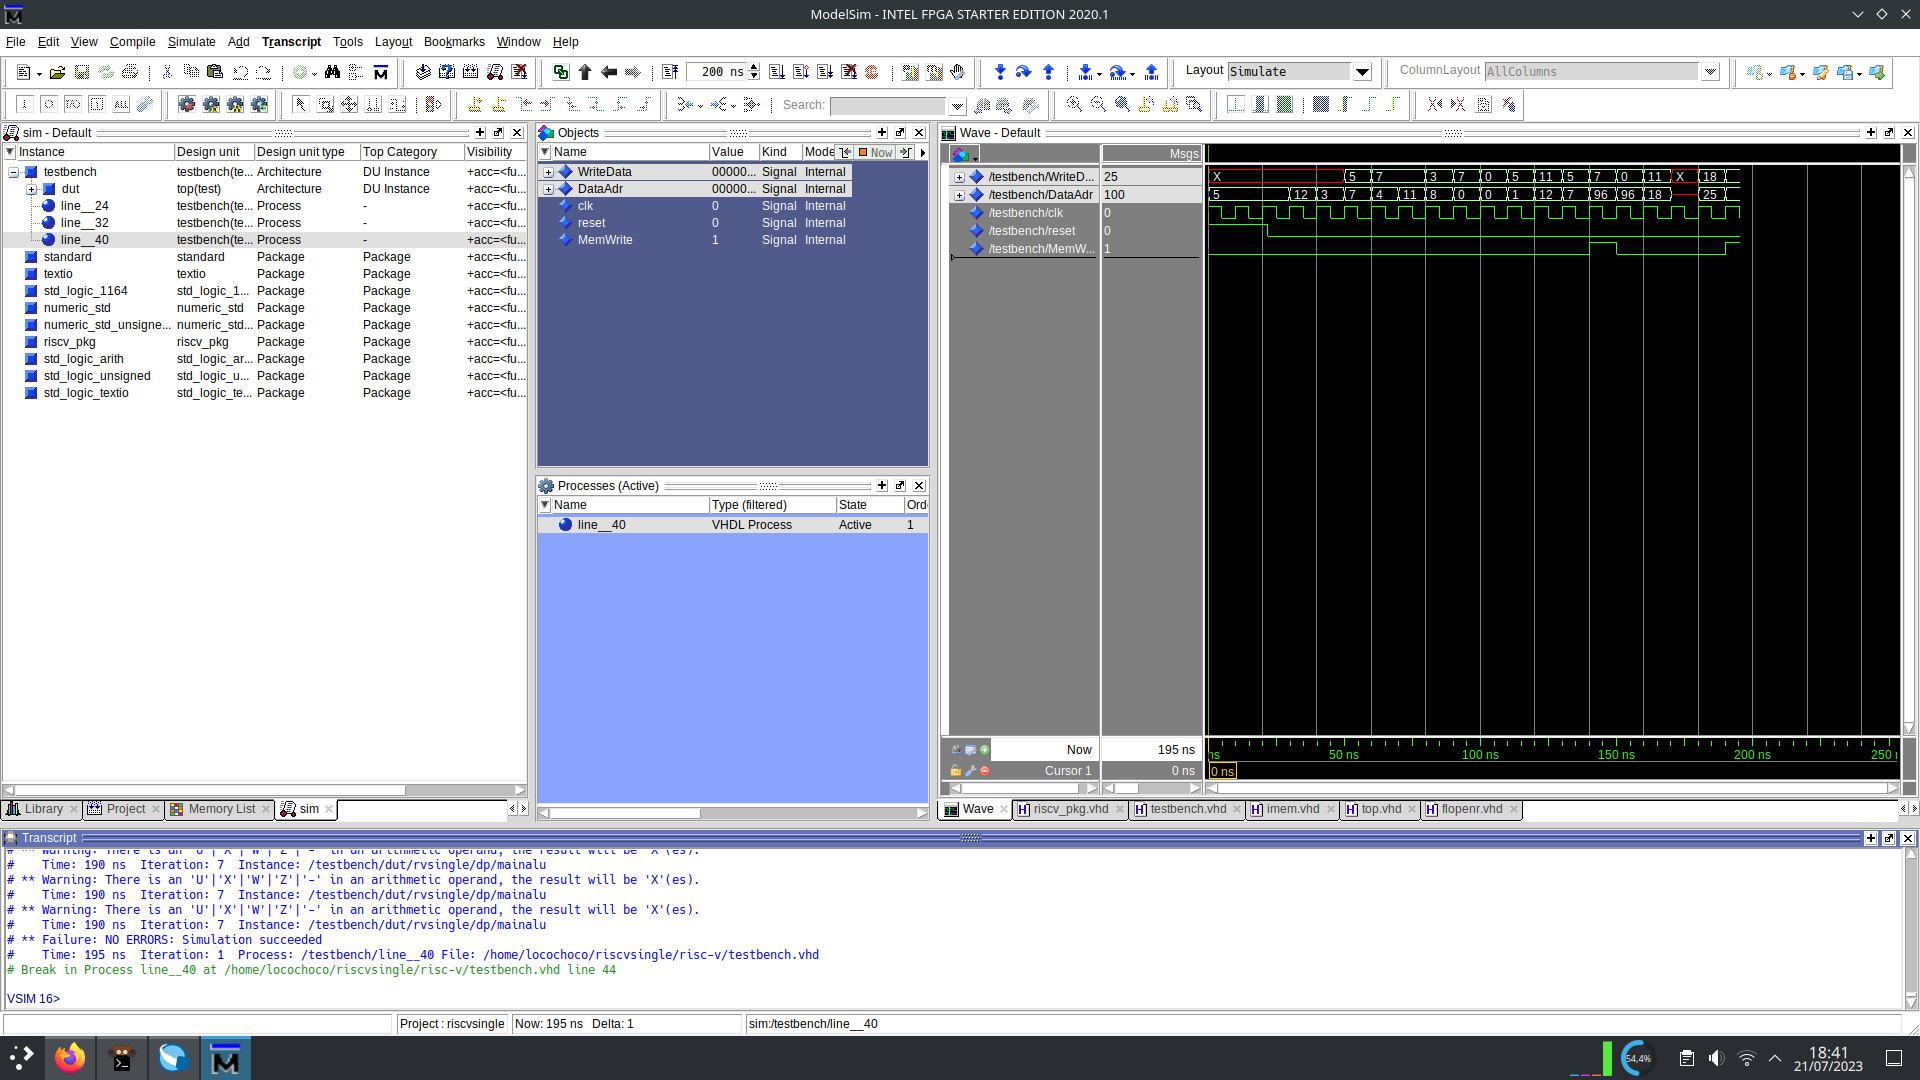 ModelSim - INTEL FPGA STARTER EDITION 2020.1
File Edit View Compile Simulate Add Transcript Tools Layout Bookmarks Window Help
200 ns
Layout Simulate
ColumnLayout AllColumns
Search:
sim - Default
Instance Design unit Design unit type Top Category Visibility
testbench testbench(te... Architecture DU Instance +acc=<fu...
dut top(test) Architecture DU Instance +acc=<fu...
line__24 testbench(te... Process - +acc=<fu...
line__32 testbench(te... Process - +acc=<fu...
line__40 testbench(te... Process - +acc=<fu...
standard standard Package Package +acc=<fu...
textio textio Package Package +acc=<fu...
std_logic_1164 std_logic_1... Package Package +acc=<fu...
numeric_std numeric_std Package Package +acc=<fu...
numeric_std_unsigne... numeric_std... Package Package +acc=<fu...
riscv_pkg riscv_pkg Package Package +acc=<fu...
std_logic_arith std_logic_ar... Package Package +acc=<fu...
std_logic_unsigned std_logic_u... Package Package +acc=<fu...
std_logic_textio std_logic_te... Package Package +acc=<fu...
Library Project Memory List sim
Objects
Name Value Kind Mode Now
WriteData 00000... Signal Internal
DataAdr 00000... Signal Internal
clk 0 Signal Internal
reset 0 Signal Internal
MemWrite 1 Signal Internal
Processes (Active)
Name Type (filtered) State Ord
line__40 VHDL Process Active 1
Wave - Default
Msgs
/testbench/WriteD... 25 X 5 7 3 7 0 5 11 5 7 0 11 X 18
/testbench/DataAdr 100 5 12 3 7 4 11 8 0 0 1 12 7 96 96 18 25
/testbench/clk 0
/testbench/reset 0
/testbench/MemW... 1
Now 195 ns ns 50 ns 100 ns 150 ns 200 ns 250
Cursor 1 0 ns 0 ns
Wave riscv_pkg.vhd testbench.vhd imem.vhd top.vhd flopenr.vhd
Transcript
# ** Warning: There is an 'U'|'X'|'W'|'Z'|'-' in an arithmetic operand, the result will be 'X'(es).
# Time: 190 ns Iteration: 7 Instance: /testbench/dut/rvsingle/dp/mainalu
# ** Warning: There is an 'U'|'X'|'W'|'Z'|'-' in an arithmetic operand, the result will be 'X'(es).
# Time: 190 ns Iteration: 7 Instance: /testbench/dut/rvsingle/dp/mainalu
# ** Warning: There is an 'U'|'X'|'W'|'Z'|'-' in an arithmetic operand, the result will be 'X'(es).
# Time: 190 ns Iteration: 7 Instance: /testbench/dut/rvsingle/dp/mainalu
# ** Failure: NO ERRORS: Simulation succeeded
# Time: 195 ns Iteration: 1 Process: /testbench/line__40 File: /home/locochoco/riscvsingle/risc-v/testbench.vhd
# Break in Process line__40 at /home/locochoco/riscvsingle/risc-v/testbench.vhd line 44
VSIM 16>
Project : riscvsingle Now: 195 ns Delta: 1 sim:/testbench/line__40
54,4%
18:41
21/07/2023